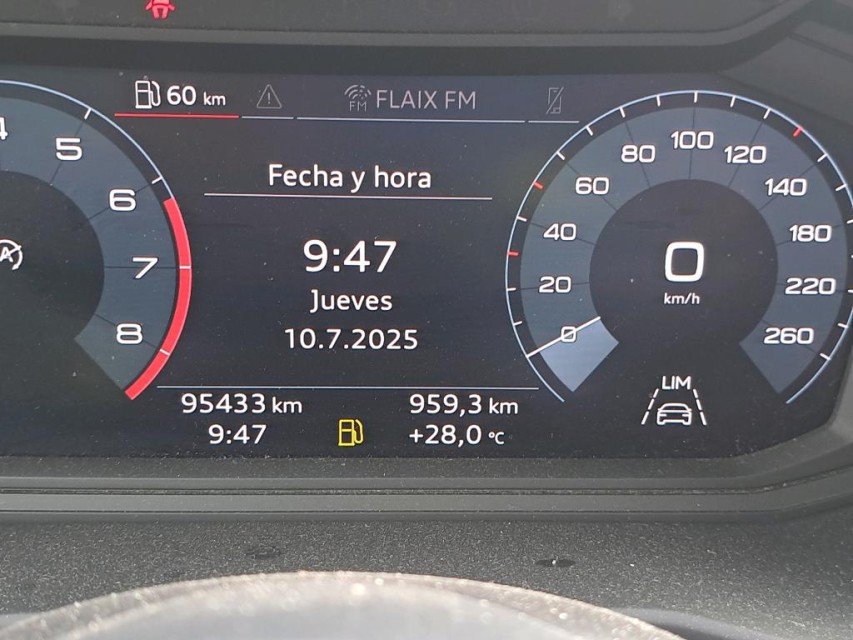 60 km
FM FLAIX FM
4
5
6
7
8
A
Fecha y hora
9:47
Jueves
10.7.2025
95433 km
959,3 km
9:47
+28,0 °C
0
20
40
60
80
100
120
140
180
220
260
0
km/h
LIM